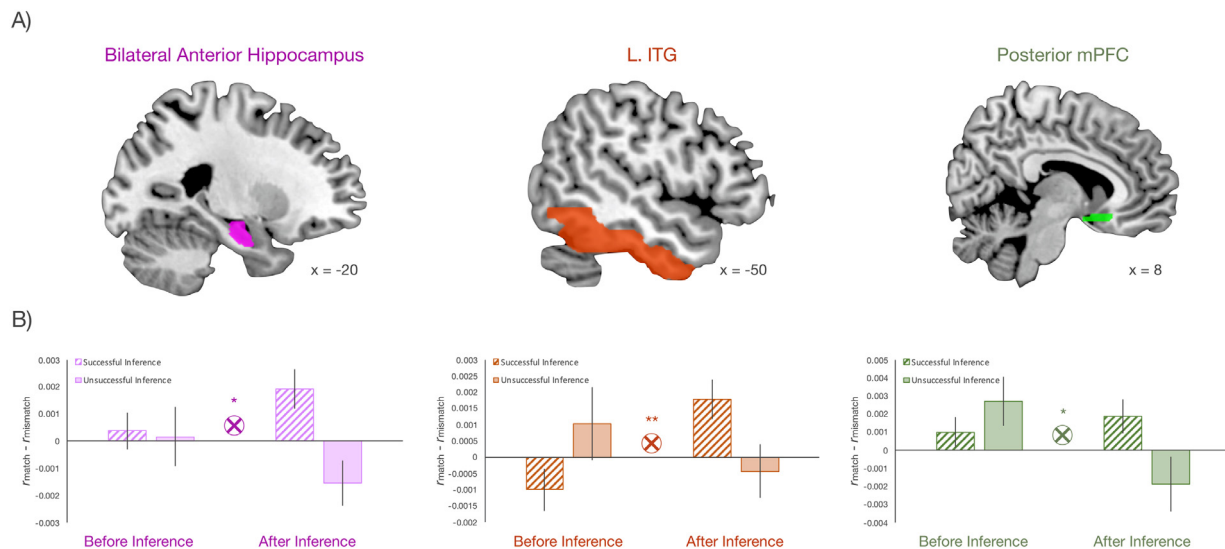 A)
Bilateral Anterior Hippocampus
L. ITG
Posterior mPFC
x = -20
x = -50
x = 8
B)
0.003
0.002
0.001
0
-0.001
-0.002
-0.003
rmatch - rmismatch
Successful Inference
Unsuccessful Inference
*
Before Inference
After Inference
0.003
0.0025
0.002
0.0015
0.001
0.0005
0
-0.0005
-0.001
-0.0015
-0.002
rmatch - rmismatch
Successful Inference
Unsuccessful Inference
**
Before Inference
After Inference
0.005
0.004
0.003
0.002
0.001
0
-0.001
-0.002
-0.003
-0.004
rmatch - rmismatch
Successful Inference
Unsuccessful Inference
*
Before Inference
After Inference